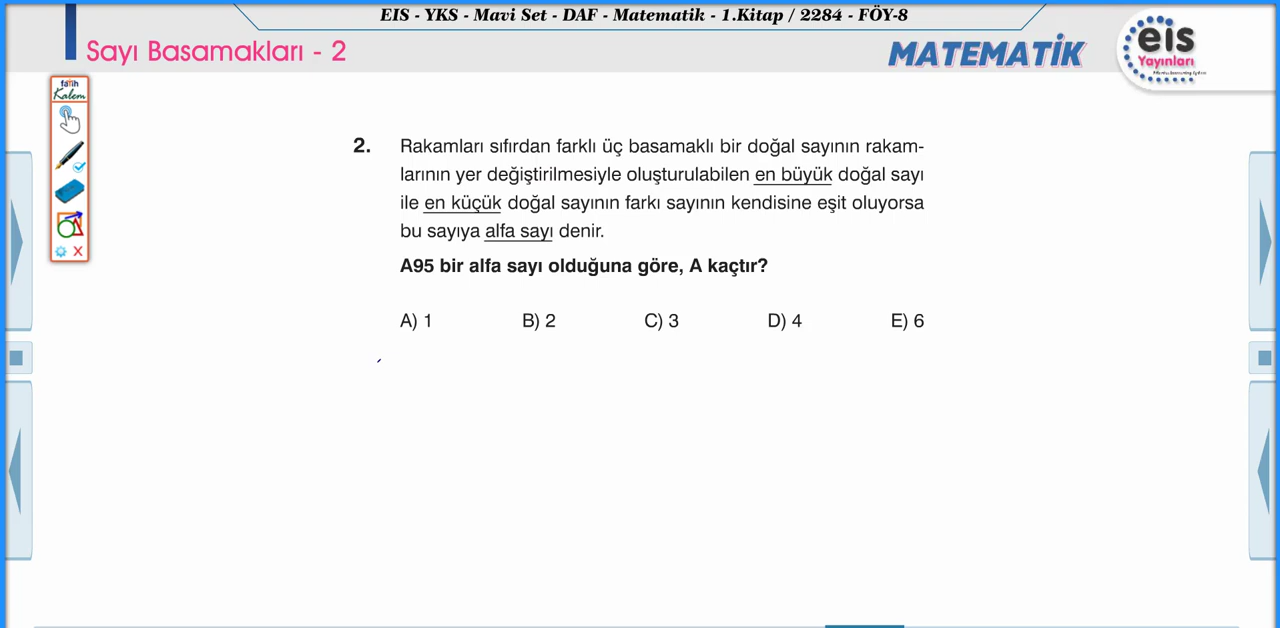 EIS - YKS - Mavi Set - DAF - Matematik - 1.Kitap / 2284 - FÖY-8
Sayı Basamakları - 2
MATEMATİK
eis
Yayınları
fatih
Kalem
2. Rakamları sıfırdan farklı üç basamaklı bir doğal sayının rakam-
larının yer değiştirilmesiyle oluşturulabilen en büyük doğal sayı
ile en küçük doğal sayının farkı sayının kendisine eşit oluyorsa
bu sayıya alfa sayı denir.
A95 bir alfa sayı olduğuna göre, A kaçtır?
A) 1 B) 2 C) 3 D) 4 E) 6